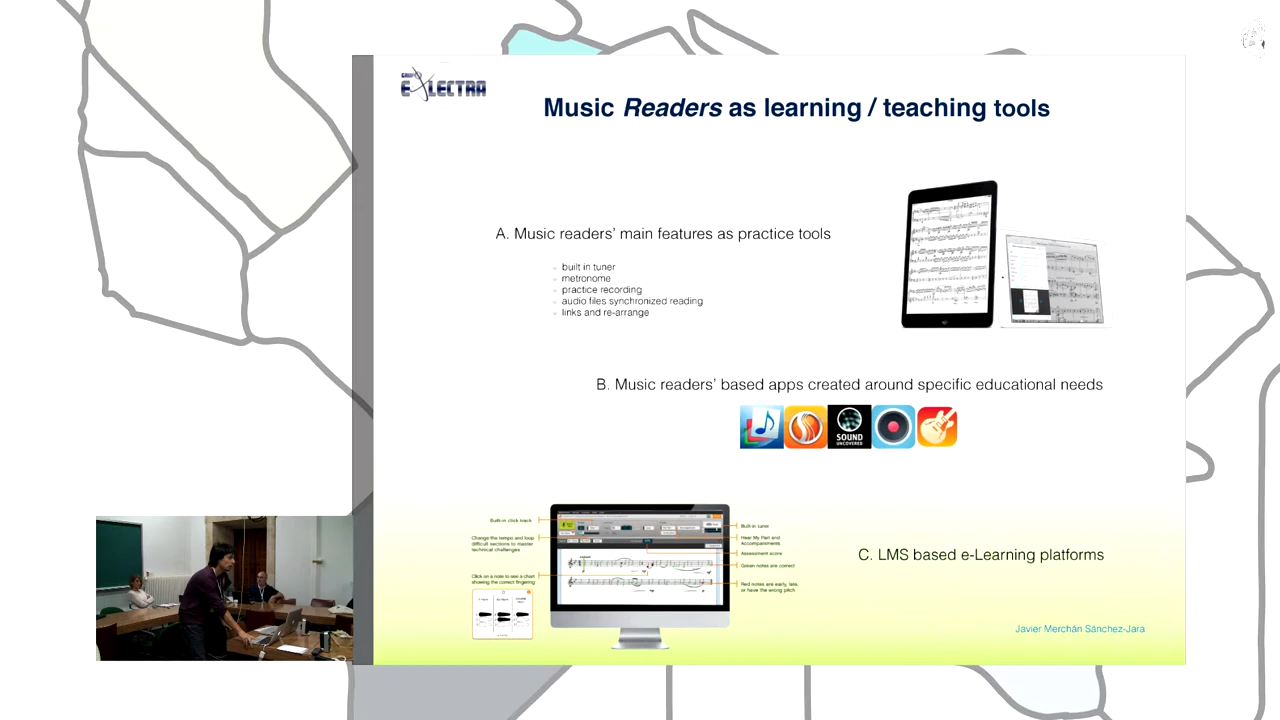 GRUPO
E LECTRA
Music Readers as learning / teaching tools
A. Music readers' main features as practice tools
built in tuner
metronome
practice recording
audio files synchronized reading
links and re-arrange
B. Music readers' based apps created around specific educational needs
SOUND
UNCOVERED
Built-in click track
Change the tempo and loop
difficult sections to master
technical challenges
Click on a note to see a chart
showing the correct fingering
Built-in tuner
Hear My Part and
Accompaniments
Assessment score
Green notes are correct
Red notes are early, late,
or have the wrong pitch
C. LMS based e-Learning platforms
Javier Merchán Sánchez-Jara